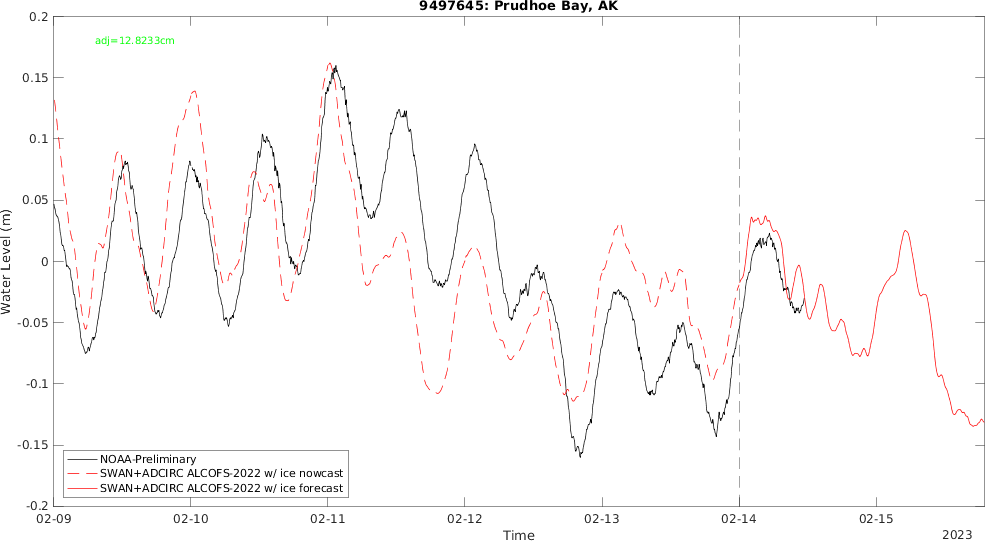 9497645: Prudhoe Bay, AK
adj=12.8233cm
Water Level (m)
0.2
0.15
0.1
0.05
0
-0.05
-0.1
-0.15
-0.2
NOAA-Preliminary
SWAN+ADCIRC ALCOFS-2022 w/ ice nowcast
SWAN+ADCIRC ALCOFS-2022 w/ ice forecast
02-09 02-10 02-11 02-12 02-13 02-14 02-15
Time
2023